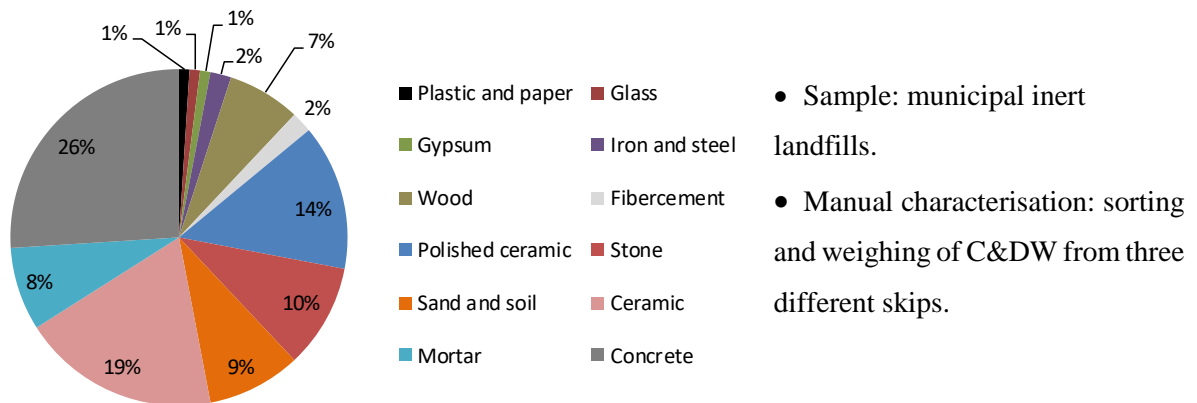 1%
1%
1%
2%
7%
2%
14%
10%
9%
19%
8%
26%
Plastic and paper
Glass
Gypsum
Iron and steel
Wood
Fibercement
Polished ceramic
Stone
Sand and soil
Ceramic
Mortar
Concrete
• Sample: municipal inert
landfills.
• Manual characterisation: sorting
and weighing of C&DW from three
different skips.